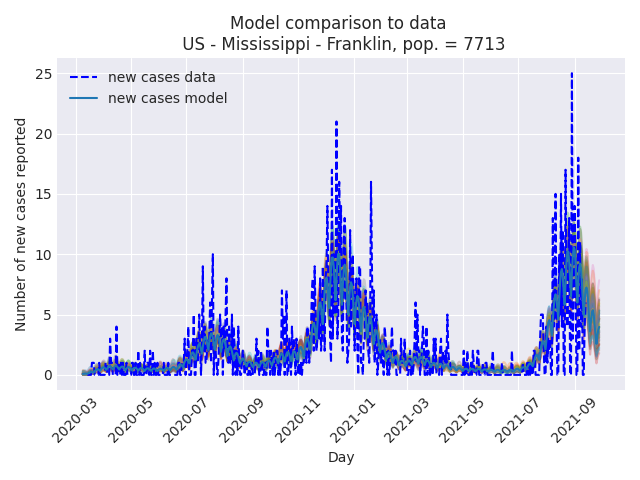 Model comparison to data
US - Mississippi - Franklin, pop. = 7713
new cases data
new cases model
Number of new cases reported
25
20
15
10
5
0
2020-03
2020-05
2020-07
2020-09
2020-11
2021-01
2021-03
2021-05
2021-07
2021-09
Day